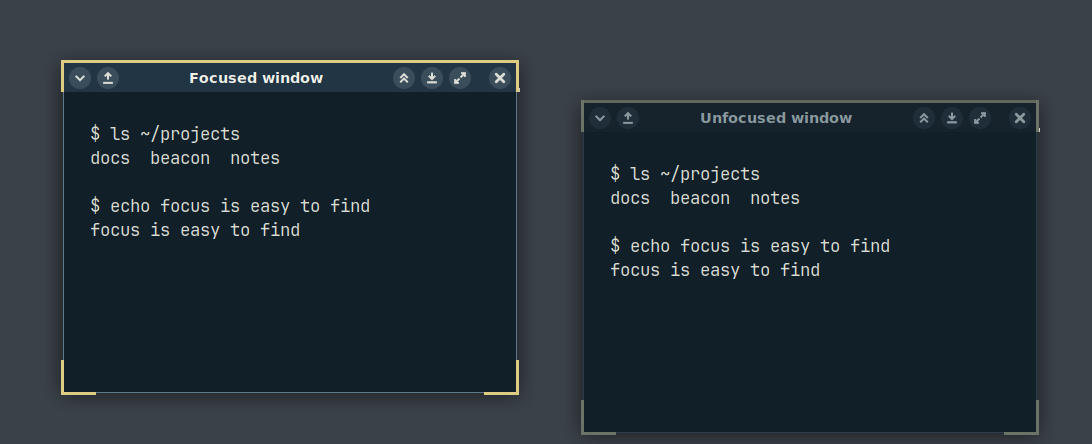 Focused window
$ ls ~/projects
docs  beacon  notes
$ echo focus is easy to find
focus is easy to find
Unfocused window
$ ls ~/projects
docs  beacon  notes
$ echo focus is easy to find
focus is easy to find